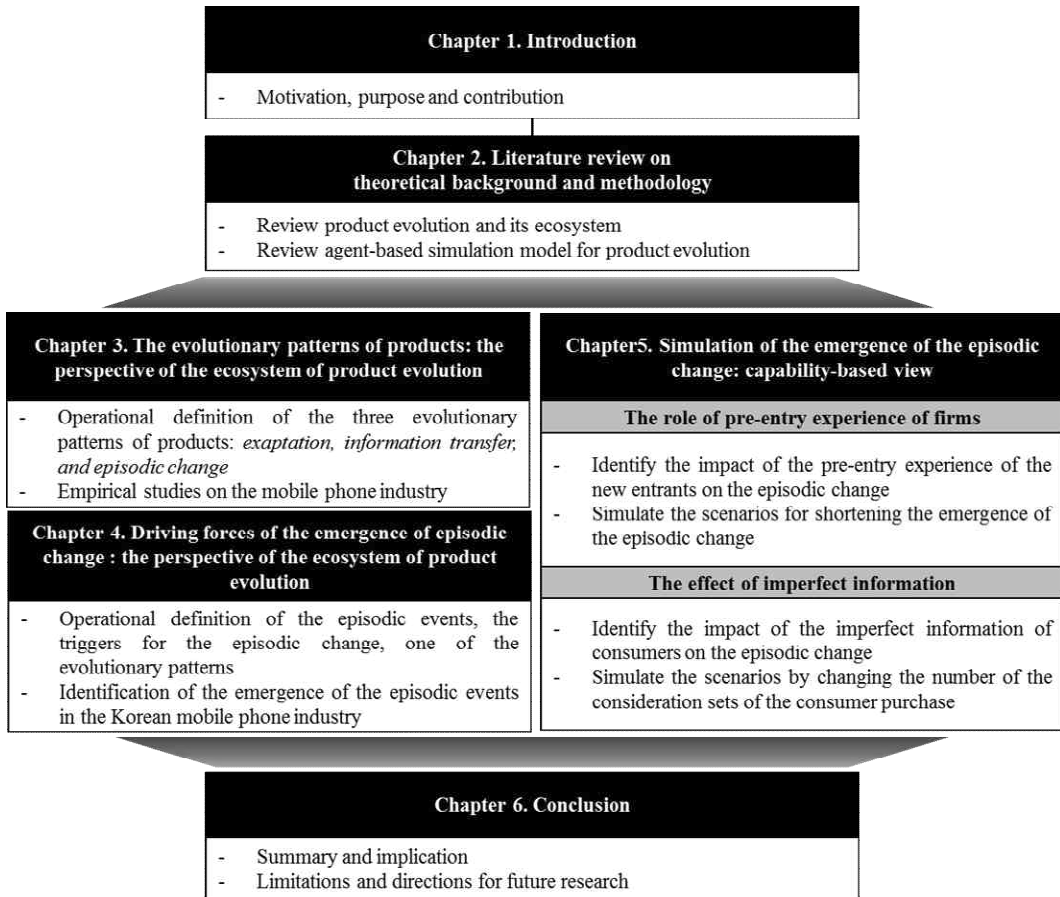 Chapter 1. Introduction
- Motivation, purpose and contribution
Chapter 2. Literature review on
theoretical background and methodology
- Review product evolution and its ecosystem
- Review agent-based simulation model for product evolution
Chapter 3. The evolutionary patterns of products: the
perspective of the ecosystem of product evolution
- Operational definition of the three evolutionary
patterns of products: exaptation, information transfer,
and episodic change
- Empirical studies on the mobile phone industry
Chapter 4. Driving forces of the emergence of episodic
change : the perspective of the ecosystem of product
evolution
- Operational definition of the episodic events, the
triggers for the episodic change, one of the
evolutionary patterns
- Identification of the emergence of the episodic events
in the Korean mobile phone industry
Chapter5. Simulation of the emergence of the episodic
change: capability-based view
The role of pre-entry experience of firms
- Identify the impact of the pre-entry experience of the
new entrants on the episodic change
- Simulate the scenarios for shortening the emergence of
the episodic change
The effect of imperfect information
- Identify the impact of the imperfect information of
consumers on the episodic change
- Simulate the scenarios by changing the number of the
consideration sets of the consumer purchase
Chapter 6. Conclusion
- Summary and implication
- Limitations and directions for future research